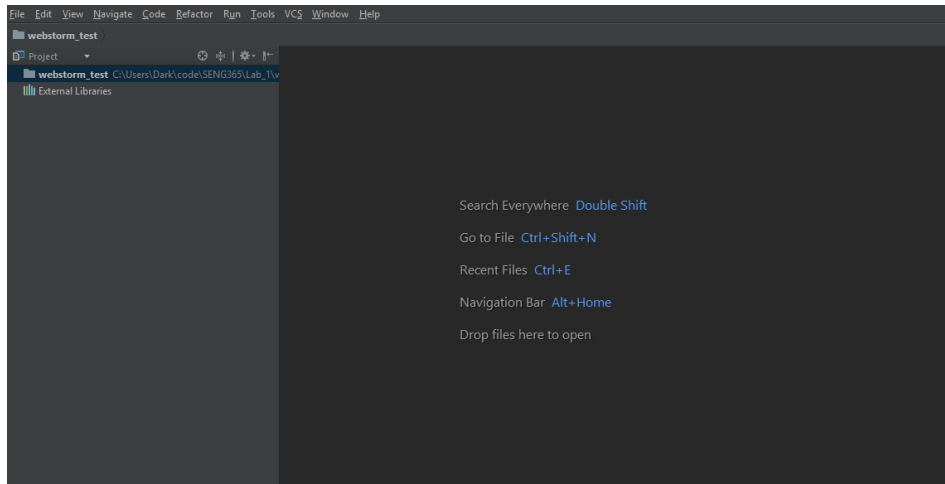 File Edit View Navigate Code Refactor Run Tools VCS Window Help
webstorm_test
Project
webstorm_test C:\Users\Dark\code\SENG365\Lab_1\v
External Libraries
Search Everywhere Double Shift
Go to File Ctrl+Shift+N
Recent Files Ctrl+E
Navigation Bar Alt+Home
Drop files here to open